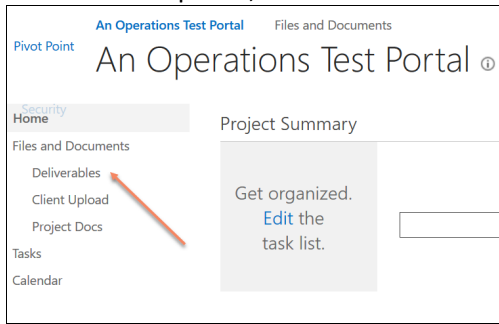 An Operations Test Portal Files and Documents
Pivot Point
An Operations Test Portal
Security
Home
Files and Documents
Deliverables
Client Upload
Project Docs
Tasks
Calendar
Project Summary
Get organized.
Edit the
task list.